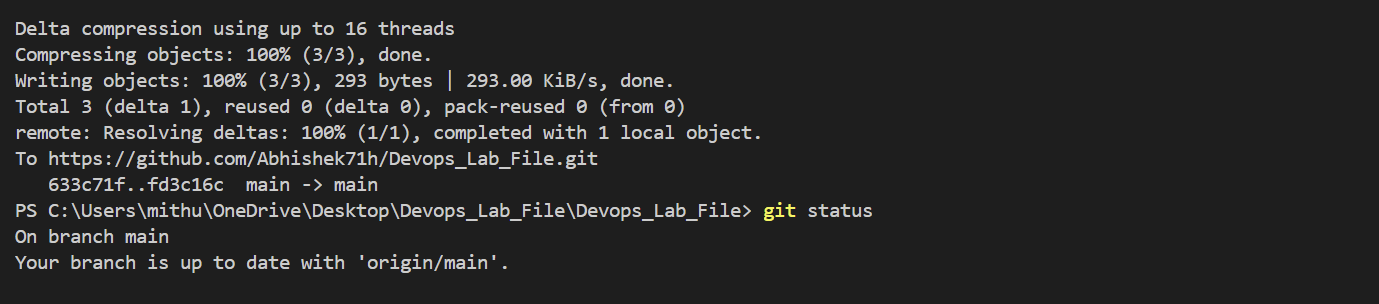 Delta compression using up to 16 threads
Compressing objects: 100% (3/3), done.
Writing objects: 100% (3/3), 293 bytes | 293.00 KiB/s, done.
Total 3 (delta 1), reused 0 (delta 0), pack-reused 0 (from 0)
remote: Resolving deltas: 100% (1/1), completed with 1 local object.
To https://github.com/Abhishek71h/Devops_Lab_File.git
   633c71f..fd3c16c  main -> main
PS C:\Users\mithu\OneDrive\Desktop\Devops_Lab_File\Devops_Lab_File> git status
On branch main
Your branch is up to date with 'origin/main'.